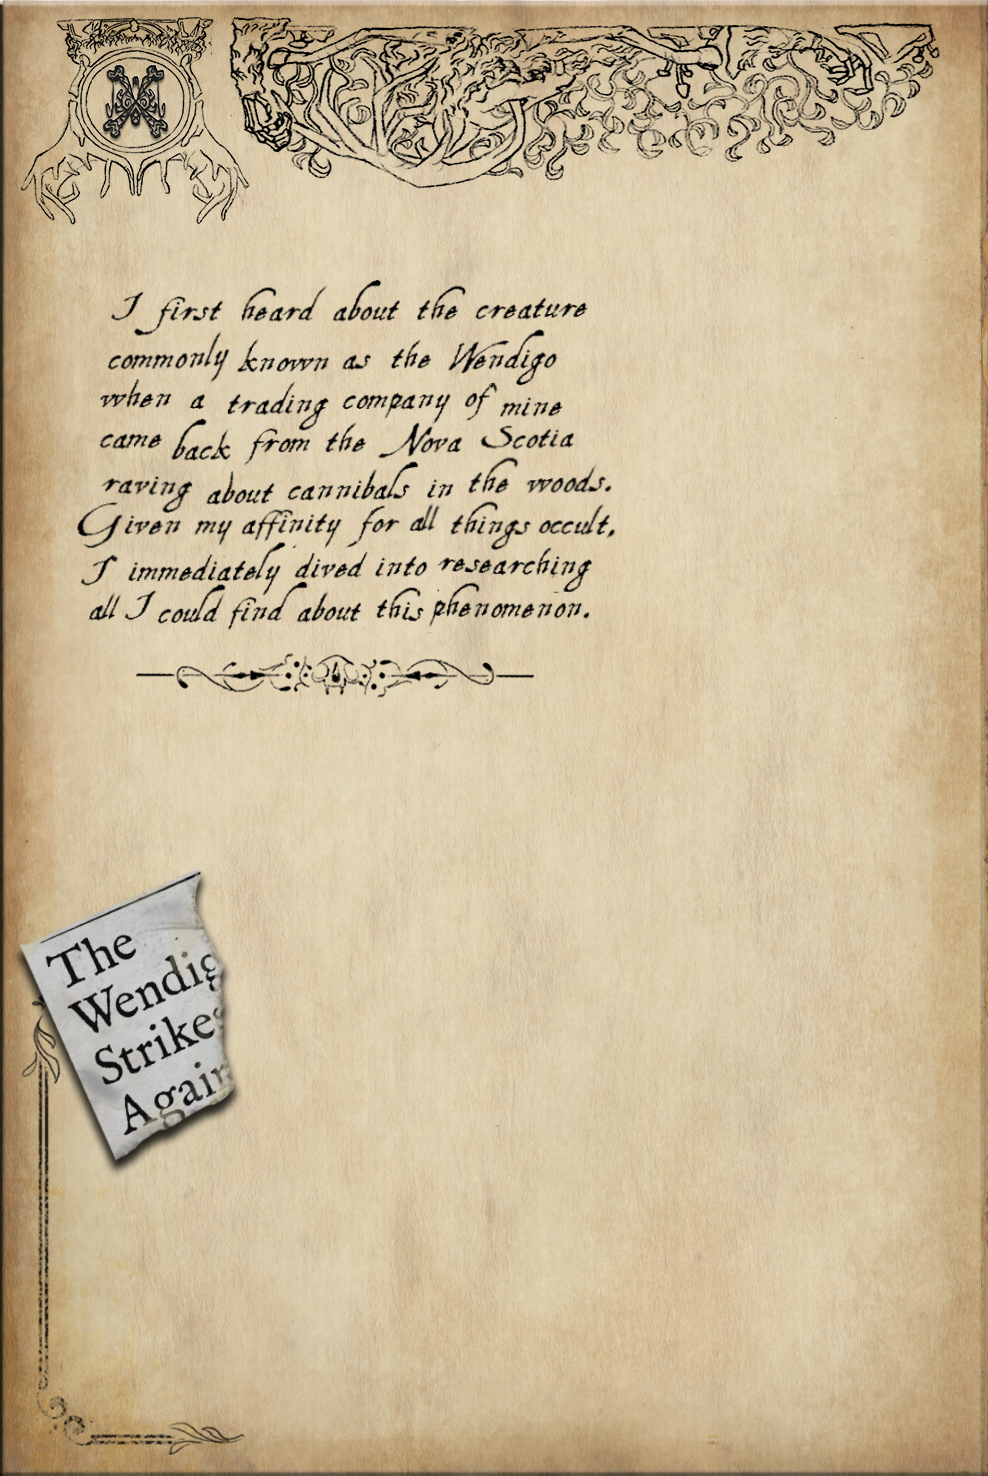 I first heard about the creature
commonly known as the Wendigo
when a trading company of mine
came back from the Nova Scotia
raving about cannibals in the woods.
Given my affinity for all things occult,
I immediately dived into researching
all I could find about this phenomenon.
The
Wendig
Strikes
Again